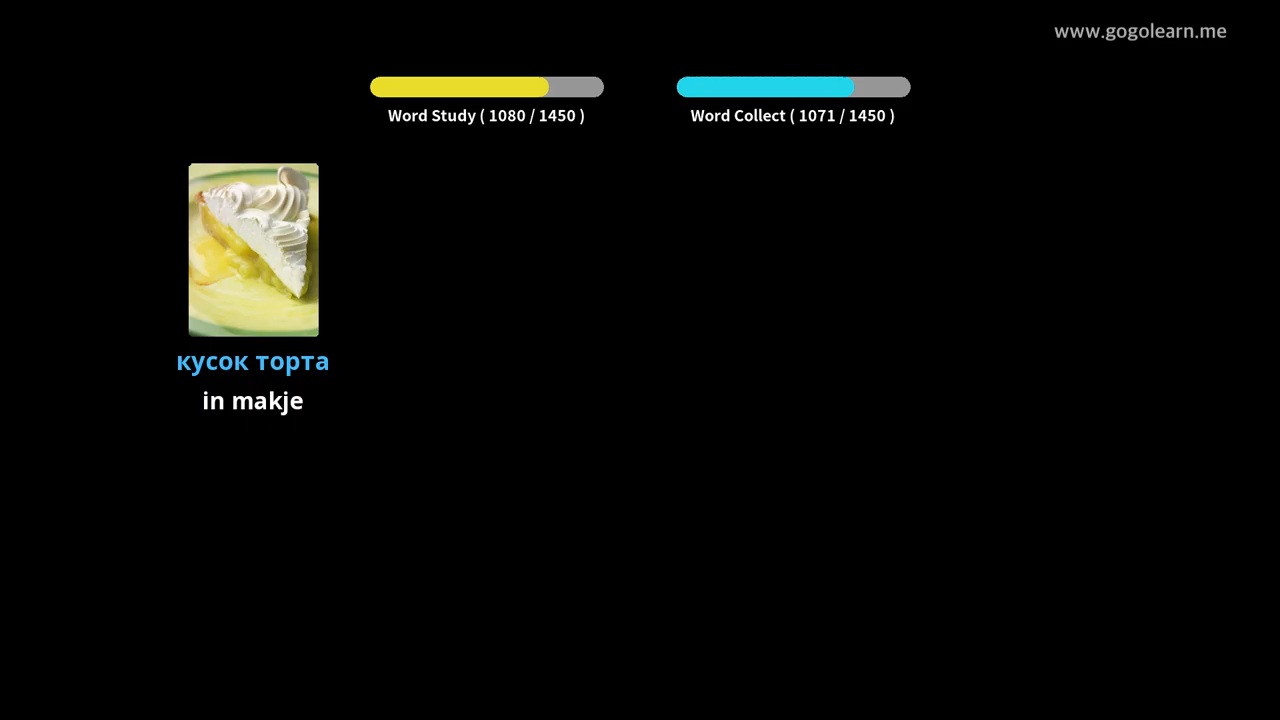 www.gogolearn.me
Word Study ( 1080 / 1450 )
Word Collect ( 1071 / 1450 )
кусок торта
in makje